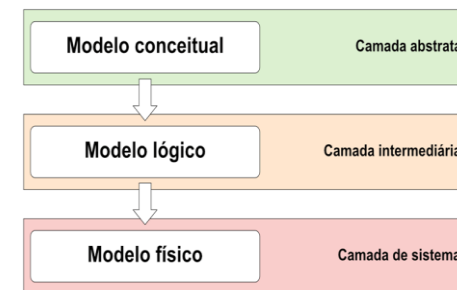 Modelo conceitual
Camada abstrata
Modelo lógico
Camada intermediária
Modelo físico
Camada de sistema